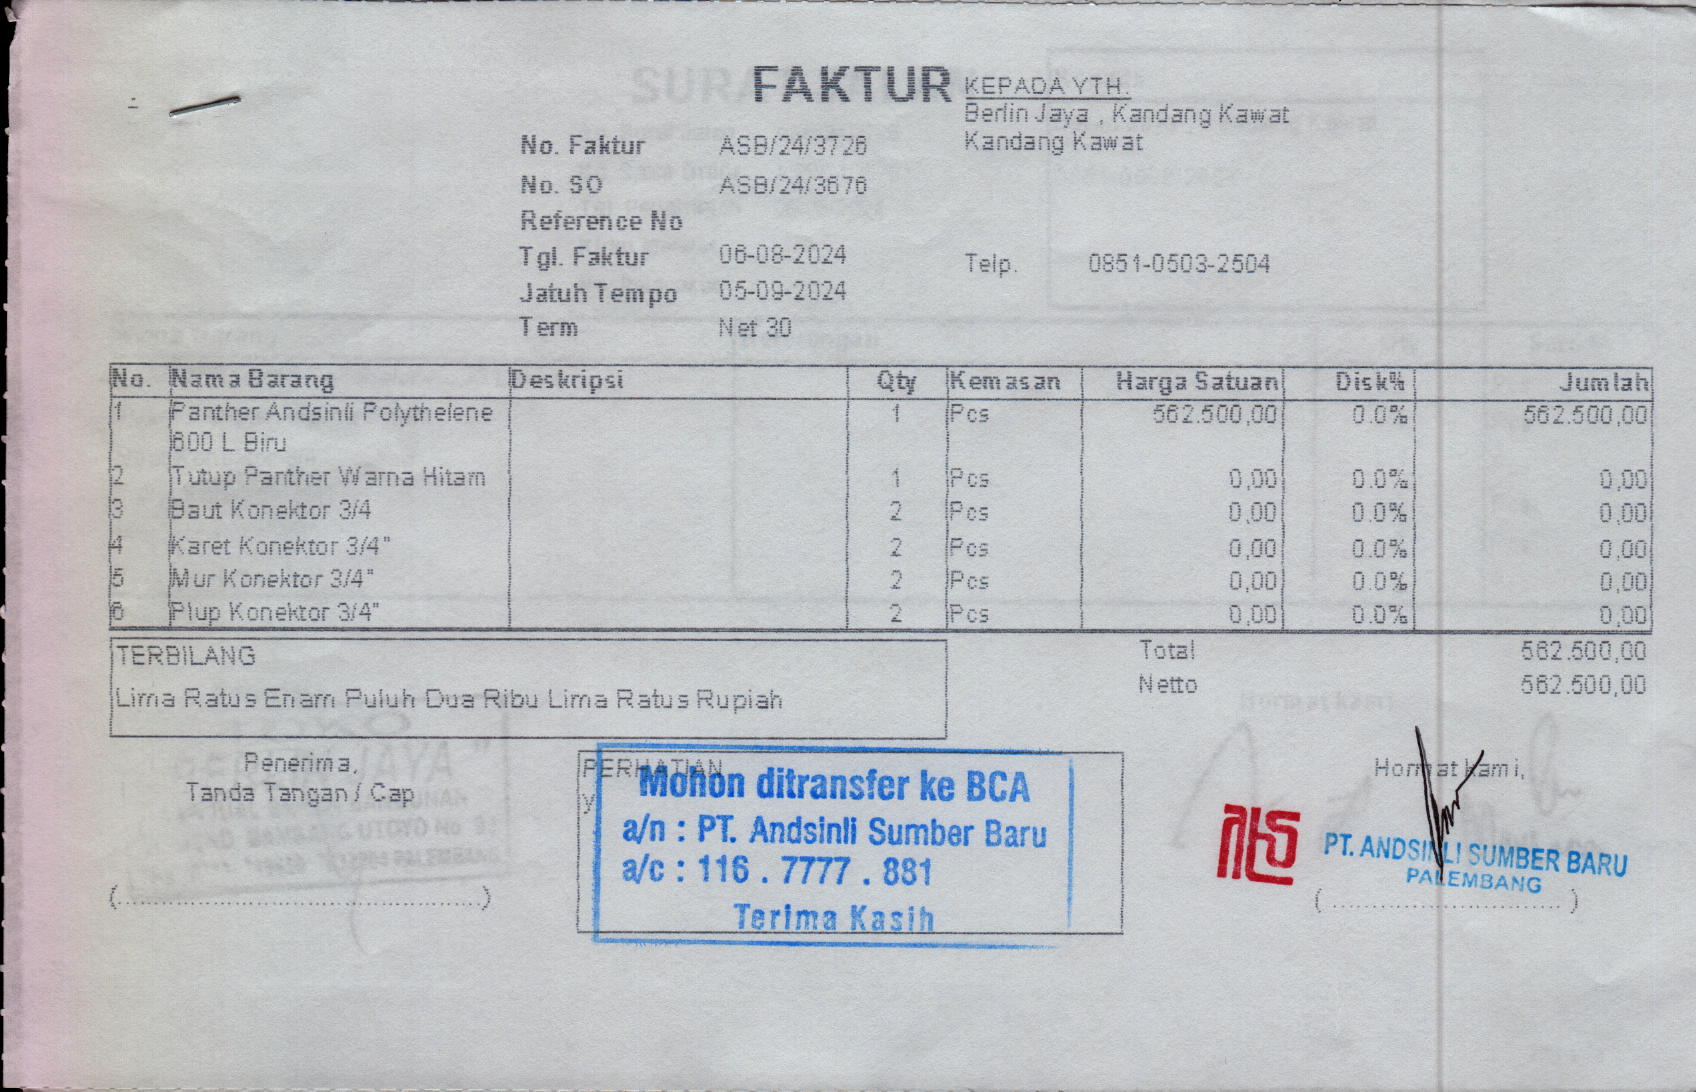 FAKTUR
KEPADA YTH.
Berlin Jaya , Kandang Kawat
Kandang Kawat
No. Faktur ASB/24/3726
No. SO ASB/24/3676
Reference No
Tgl. Faktur 06-08-2024
Telp. 0851-0503-2504
Jatuh Tempo 05-09-2024
Term Net 30
No. Nama Barang Deskripsi Qty Kemasan Harga Satuan Disk% Jumlah
1 Panther Andsinli Polythelene 1 Pcs 562.500,00 0.0% 562.500,00
600 L Biru
2 Tutup Panther Warna Hitam 1 Pcs 0,00 0.0% 0,00
3 Baut Konektor 3/4 2 Pcs 0,00 0.0% 0,00
4 Karet Konektor 3/4" 2 Pcs 0,00 0.0% 0,00
5 Mur Konektor 3/4" 2 Pcs 0,00 0.0% 0,00
6 Plup Konektor 3/4" 2 Pcs 0,00 0.0% 0,00
TERBILANG
Lima Ratus Enam Puluh Dua Ribu Lima Ratus Rupiah
Total 562.500,00
Netto 562.500,00
Penerima,
Tanda Tangan / Cap
(................................................)
PERHATIAN
y
Mohon ditransfer ke BCA
a/n : PT. Andsinli Sumber Baru
a/c : 116 . 7777 . 881
Terima Kasih
Hormat kami,
PT. ANDSINLI SUMBER BARU
PALEMBANG
(..............................)